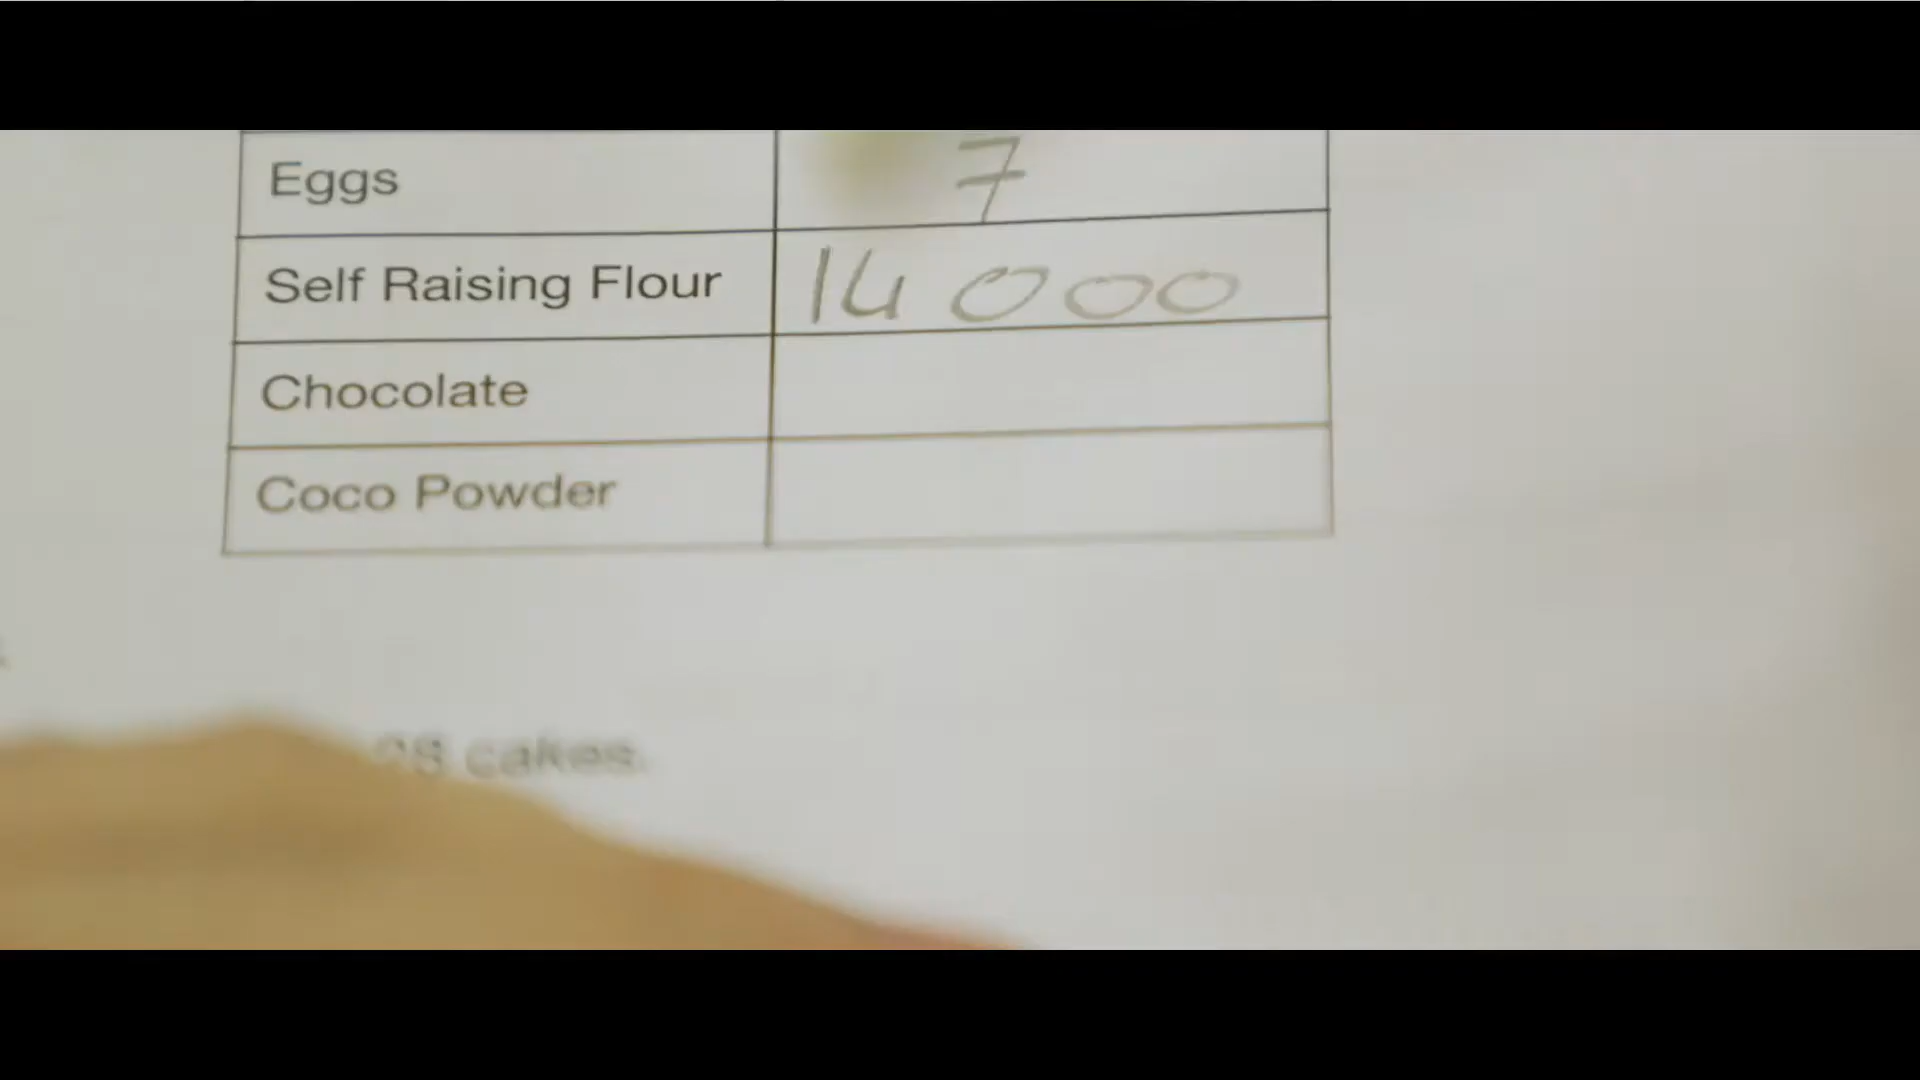 Eggs 7
Self Raising Flour 14 000
Chocolate
Coco Powder
cakes.